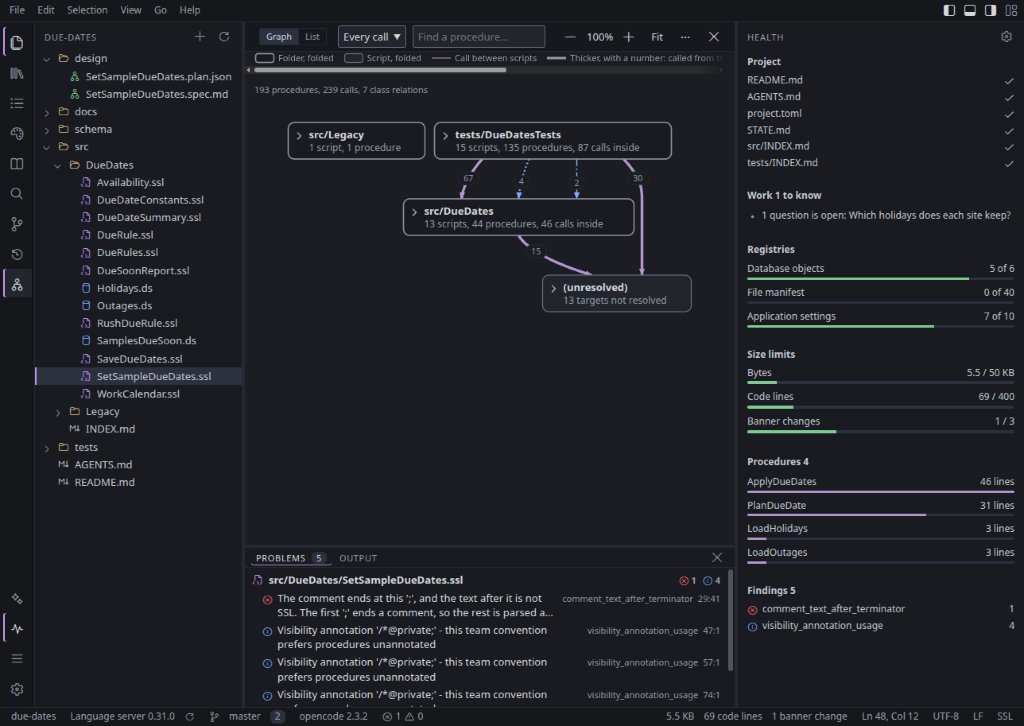 File Edit Selection View Go Help
DUE-DATES
design
SetSampleDueDates.plan.json
SetSampleDueDates.spec.md
docs
schema
src
DueDates
Availability.ssl
DueDateConstants.ssl
DueDateSummary.ssl
DueRule.ssl
DueRules.ssl
DueSoonReport.ssl
Holidays.ds
Outages.ds
RushDueRule.ssl
SamplesDueSoon.ds
SaveDueDates.ssl
SetSampleDueDates.ssl
WorkCalendar.ssl
Legacy
INDEX.md
tests
AGENTS.md
README.md
Graph List Every call ▼ Find a procedure... — 100% + Fit ...
Folder, folded Script, folded Call between scripts Thicker, with a number: called from
193 procedures, 239 calls, 7 class relations
src/Legacy
1 script, 1 procedure
tests/DueDatesTests
15 scripts, 135 procedures, 87 calls inside
67 4 2 30
src/DueDates
13 scripts, 44 procedures, 46 calls inside
15
(unresolved)
13 targets not resolved
PROBLEMS 5 OUTPUT
src/DueDates/SetSampleDueDates.ssl 1 4
The comment ends at this ';', and the text after it is not comment_text_after_terminator 29:41
SSL. The first ';' ends a comment, so the rest is parsed a...
Visibility annotation '/*@private;' - this team convention visibility_annotation_usage 47:1
prefers procedures unannotated
Visibility annotation '/*@private;' - this team convention visibility_annotation_usage 57:1
prefers procedures unannotated
Visibility annotation '/*@private;' - this team convention visibility_annotation_usage 74:1
HEALTH
Project
README.md
AGENTS.md
project.toml
STATE.md
src/INDEX.md
tests/INDEX.md
Work 1 to know
• 1 question is open: Which holidays does each site keep?
Registries
Database objects 5 of 6
File manifest 0 of 40
Application settings 7 of 10
Size limits
Bytes 5.5 / 50 KB
Code lines 69 / 400
Banner changes 1 / 3
Procedures 4
ApplyDueDates 46 lines
PlanDueDate 31 lines
LoadHolidays 3 lines
LoadOutages 3 lines
Findings 5
comment_text_after_terminator 1
visibility_annotation_usage 4
due-dates Language server 0.31.0 master 2 opencode 2.3.2 1 0 5.5 KB 69 code lines 1 banner change Ln 48, Col 12 UTF-8 LF SSL